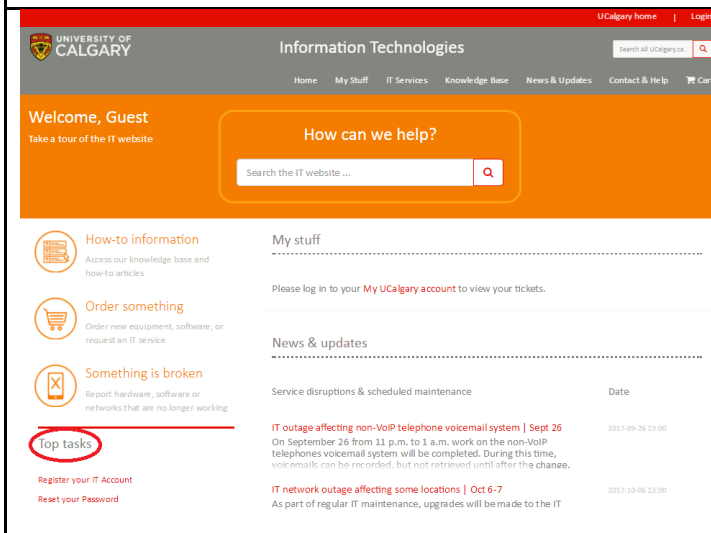 UCalgary home | Login
UNIVERSITY OF
CALGARY
Information Technologies
Search All UCalgary.ca..
Home My Stuff IT Services Knowledge Base News & Updates Contact & Help Car
Welcome, Guest
Take a tour of the IT website
How can we help?
Search the IT website ...
How-to information
Access our knowledge base and
how-to articles
Order something
Order new equipment, software, or
request an IT service
Something is broken
Report hardware, software or
networks that are no longer working
Top tasks
Register your IT Account
Reset your Password
My stuff
Please log in to your My UCalgary account to view your tickets.
News & updates
Service disruptions & scheduled maintenance Date
IT outage affecting non-VoIP telephone voicemail system | Sept 26 2017-09-26 23:00
On September 26 from 11 p.m. to 1 a.m. work on the non-VoIP
telephones voicemail system will be completed. During this time,
voicemails can be recorded, but not retrieved until after the change.
IT network outage affecting some locations | Oct 6-7 2017-10-06 23:00
As part of regular IT maintenance, upgrades will be made to the IT